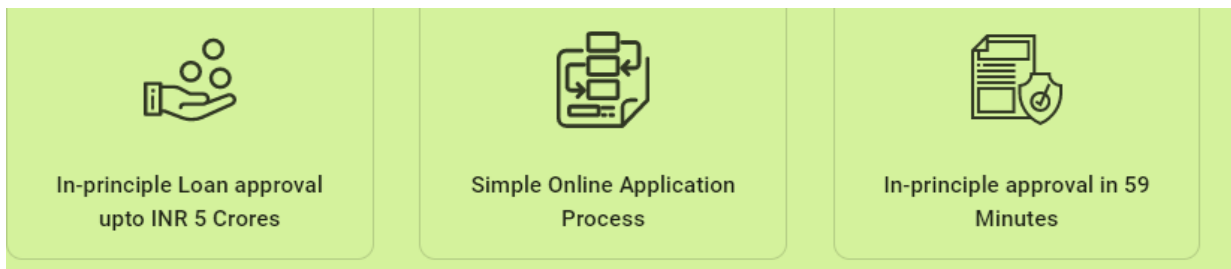 In-principle Loan approval
upto INR 5 Crores
Simple Online Application
Process
In-principle approval in 59
Minutes